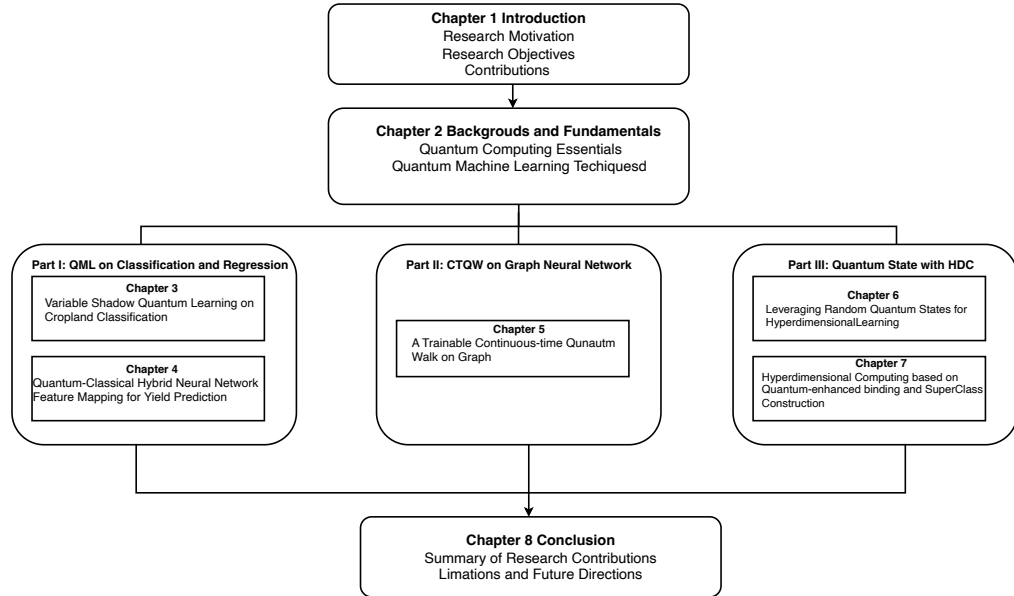 Chapter 1 Introduction
Research Motivation
Research Objectives
Contributions
Chapter 2 Backgrouds and Fundamentals
Quantum Computing Essentials
Quantum Machine Learning Techiquesd
Part I: QML on Classification and Regression
Chapter 3
Variable Shadow Quantum Learning on
Cropland Classification
Chapter 4
Quantum-Classical Hybrid Neural Network
Feature Mapping for Yield Prediction
Part II: CTQW on Graph Neural Network
Chapter 5
A Trainable Continuous-time Qunautm
Walk on Graph
Part III: Quantum State with HDC
Chapter 6
Leveraging Random Quantum States for
HyperdimensionalLearning
Chapter 7
Hyperdimensional Computing based on
Quantum-enhanced binding and SuperClass
Construction
Chapter 8 Conclusion
Summary of Research Contributions
Limations and Future Directions